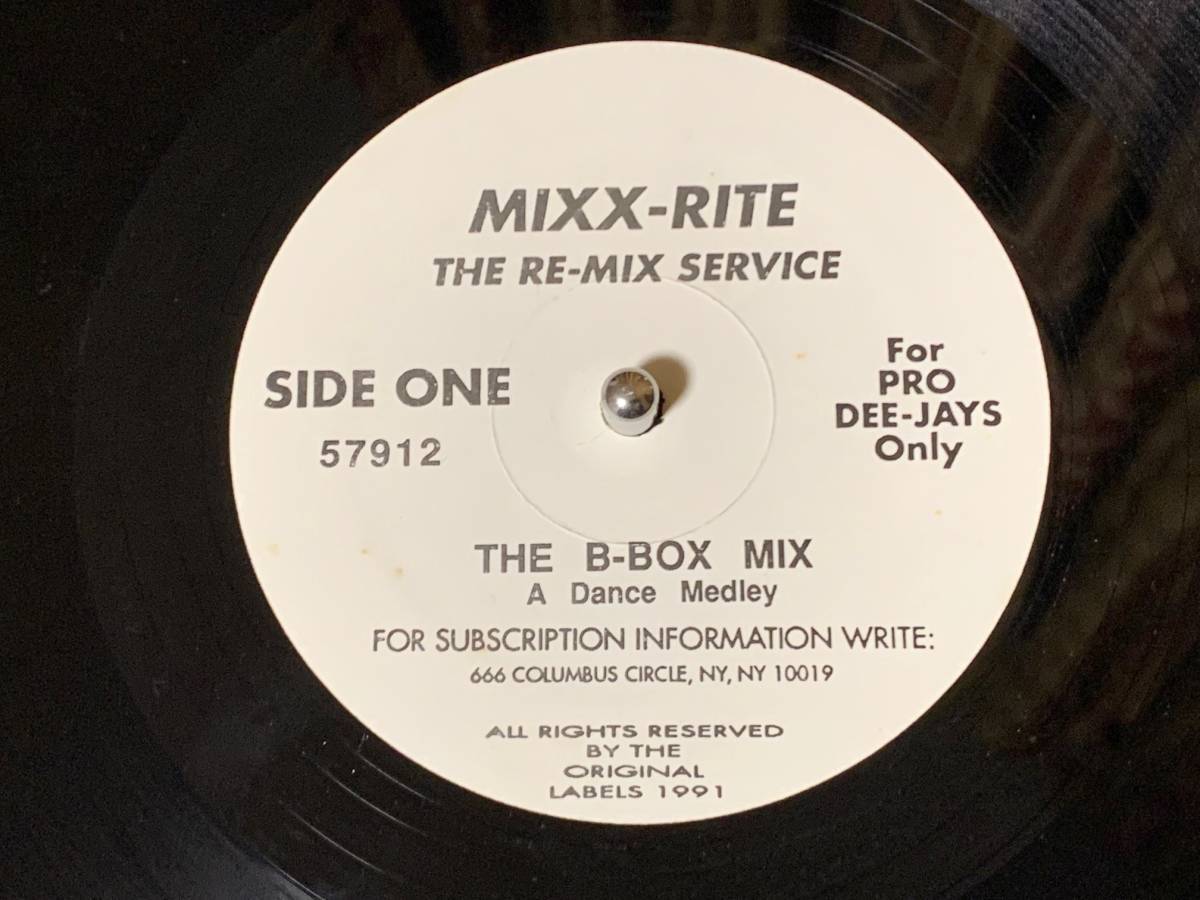 MIXX-RITE
THE RE-MIX SERVICE
SIDE ONE
57912
For
PRO
DEE-JAYS
Only
THE B-BOX MIX
A Dance Medley
FOR SUBSCRIPTION INFORMATION WRITE:
666 COLUMBUS CIRCLE, NY, NY 10019
ALL RIGHTS RESERVED
BY THE
ORIGINAL
LABELS 1991